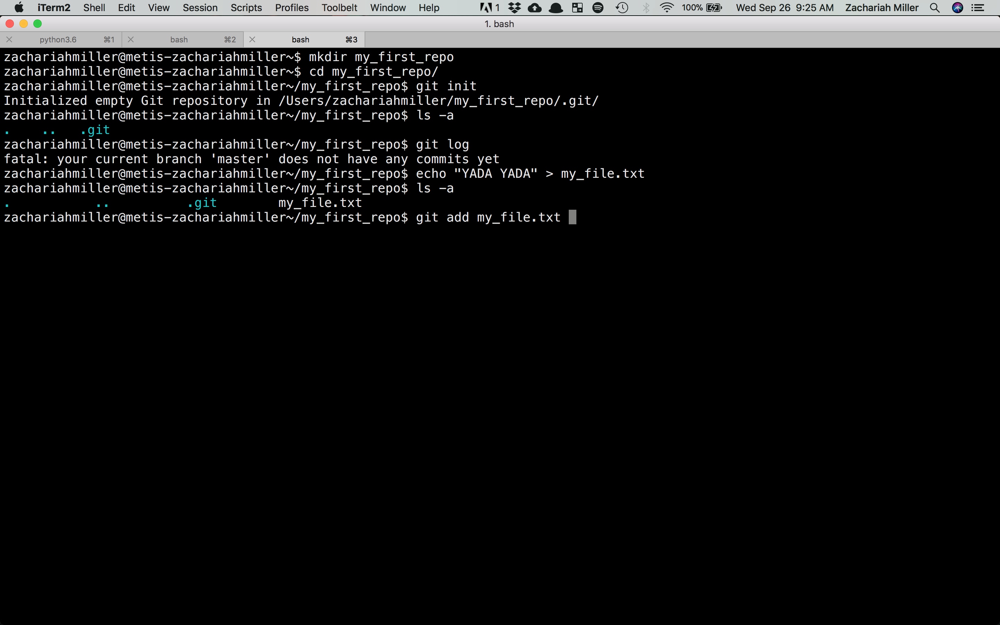 iTerm2 Shell Edit View Session Scripts Profiles Toolbelt Window Help 1 100% Wed Sep 26 9:25 AM Zachariah Miller
1. bash
python3.6 ⌘1 bash ⌘2 bash ⌘3
zachariahmiller@metis-zachariahmiller~$ mkdir my_first_repo
zachariahmiller@metis-zachariahmiller~$ cd my_first_repo/
zachariahmiller@metis-zachariahmiller~/my_first_repo$ git init
Initialized empty Git repository in /Users/zachariahmiller/my_first_repo/.git/
zachariahmiller@metis-zachariahmiller~/my_first_repo$ ls -a
. .. .git
zachariahmiller@metis-zachariahmiller~/my_first_repo$ git log
fatal: your current branch 'master' does not have any commits yet
zachariahmiller@metis-zachariahmiller~/my_first_repo$ echo "YADA YADA" > my_file.txt
zachariahmiller@metis-zachariahmiller~/my_first_repo$ ls -a
. .. .git my_file.txt
zachariahmiller@metis-zachariahmiller~/my_first_repo$ git add my_file.txt